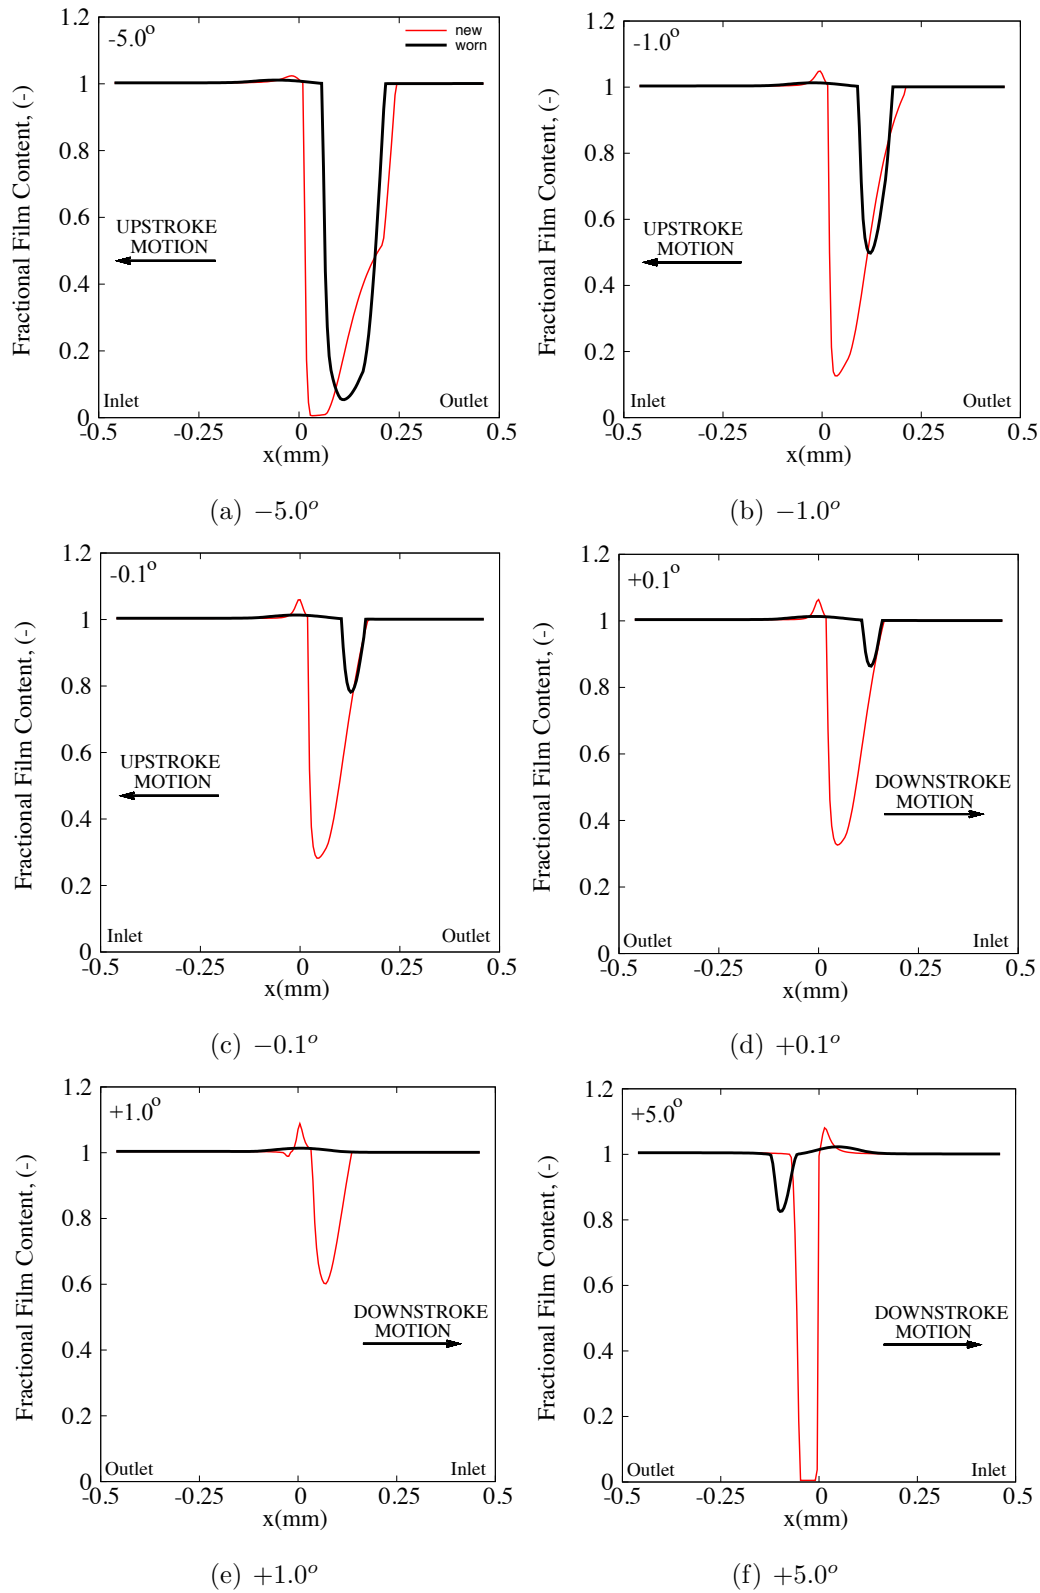 -5.0°
new
worn
Fractional Film Content, (-)
1.2
1
0.8
0.6
0.4
0.2
0
UPSTROKE
MOTION
Inlet
Outlet
-0.5
-0.25
0
0.25
0.5
x(mm)
(a) −5.0°
-1.0°
Fractional Film Content, (-)
1.2
1
0.8
0.6
0.4
0.2
0
UPSTROKE
MOTION
Inlet
Outlet
-0.5
-0.25
0
0.25
0.5
x(mm)
(b) −1.0°
-0.1°
Fractional Film Content, (-)
1.2
1
0.8
0.6
0.4
0.2
0
UPSTROKE
MOTION
Inlet
Outlet
-0.5
-0.25
0
0.25
0.5
x(mm)
(c) −0.1°
+0.1°
Fractional Film Content, (-)
1.2
1
0.8
0.6
0.4
0.2
0
DOWNSTROKE
MOTION
Outlet
Inlet
-0.5
-0.25
0
0.25
0.5
x(mm)
(d) +0.1°
+1.0°
Fractional Film Content, (-)
1.2
1
0.8
0.6
0.4
0.2
0
DOWNSTROKE
MOTION
Outlet
Inlet
-0.5
-0.25
0
0.25
0.5
x(mm)
(e) +1.0°
+5.0°
Fractional Film Content, (-)
1.2
1
0.8
0.6
0.4
0.2
0
DOWNSTROKE
MOTION
Outlet
Inlet
-0.5
-0.25
0
0.25
0.5
x(mm)
(f) +5.0°